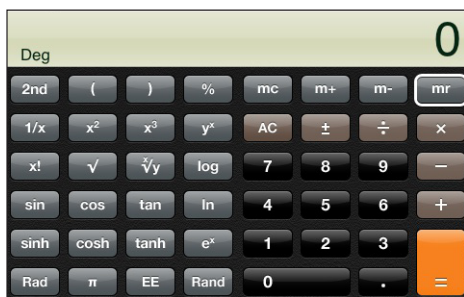 0
Deg
2nd ( ) % mc m+ m- mr
1/x x² x³ yˣ AC ± ÷ ×
x! √ ˣ√y log 7 8 9 −
sin cos tan ln 4 5 6 +
sinh cosh tanh eˣ 1 2 3
Rad π EE Rand 0 . =